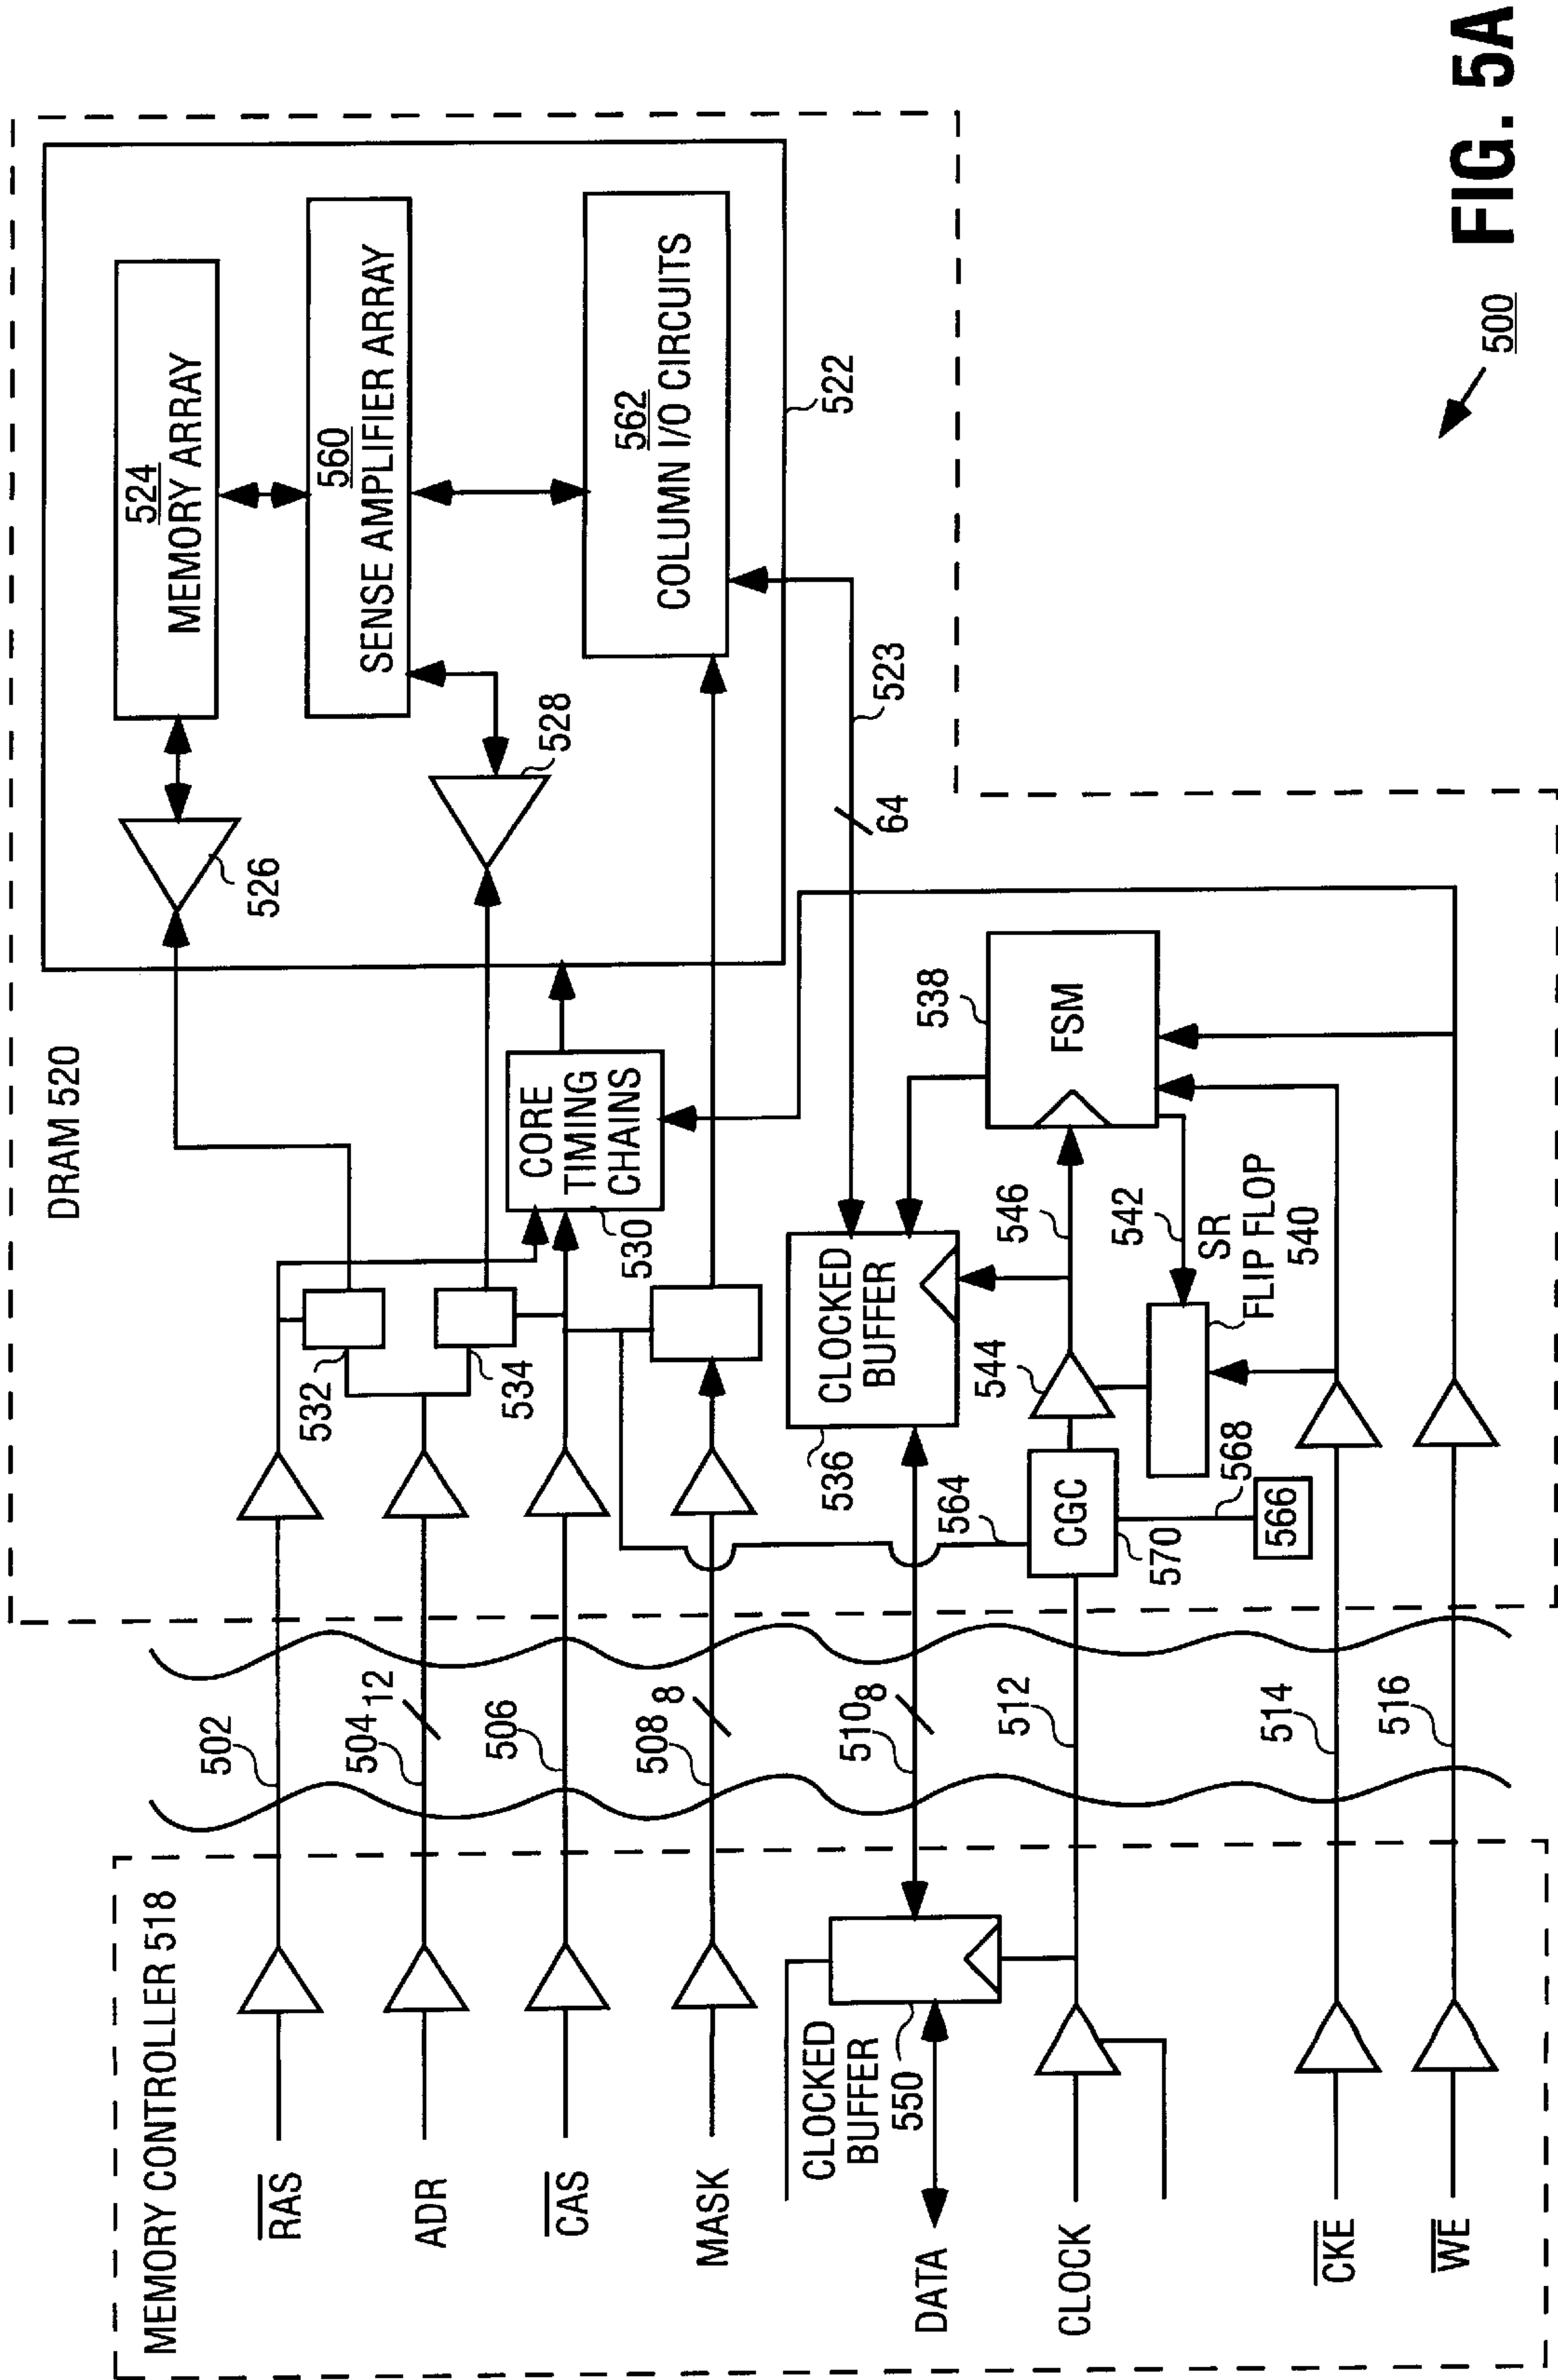 MEMORY CONTROLLER 518
DRAM 520
RAS
ADR
CAS
MASK
CLOCKED
BUFFER
550
DATA
CLOCK
CKE
WE
502
504
12
506
508
8
510
8
512
514
516
532
534
CORE
TIMING
CHAINS
530
526
528
524
MEMORY ARRAY
560
SENSE AMPLIFIER ARRAY
562
COLUMN I/O CIRCUITS
522
523
64
CLOCKED
BUFFER
536
564
CGC
570
568
566
544
546
542
SR
FLIP FLOP
540
538
FSM
500
FIG. 5A